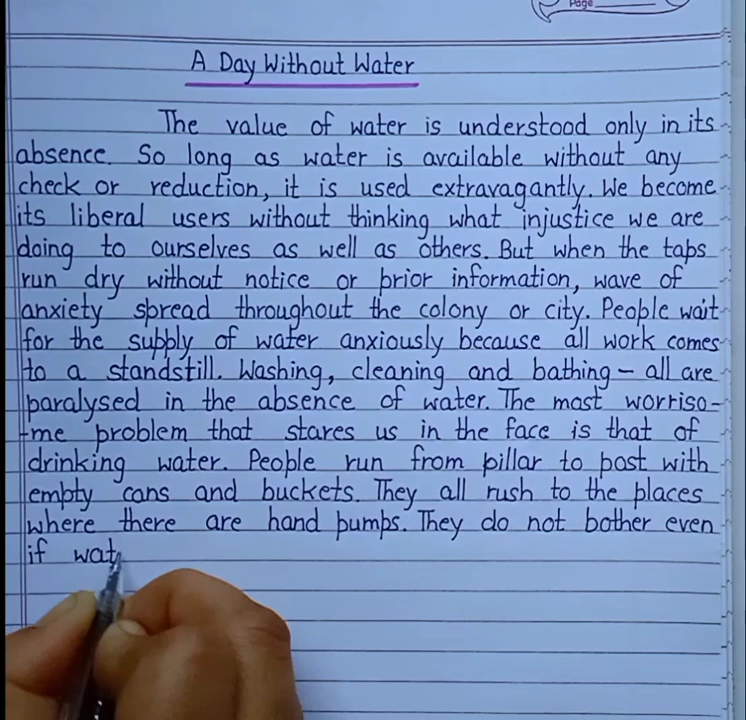 Page
A Day Without Water
The value of water is understood only in its
absence. So long as water is available without any
check or reduction, it is used extravagantly. We become
its liberal users without thinking what injustice we are
doing to ourselves as well as others. But when the taps
run dry without notice or prior information, wave of
anxiety spread throughout the colony or city. People wait
for the supply of water anxiously because all work comes
to a standstill. Washing, cleaning and bathing – all are
paralysed in the absence of water. The most worriso-
-me problem that stares us in the face is that of
drinking water. People run from pillar to post with
empty cans and buckets. They all rush to the places
where there are hand pumps. They do not bother even
if wat